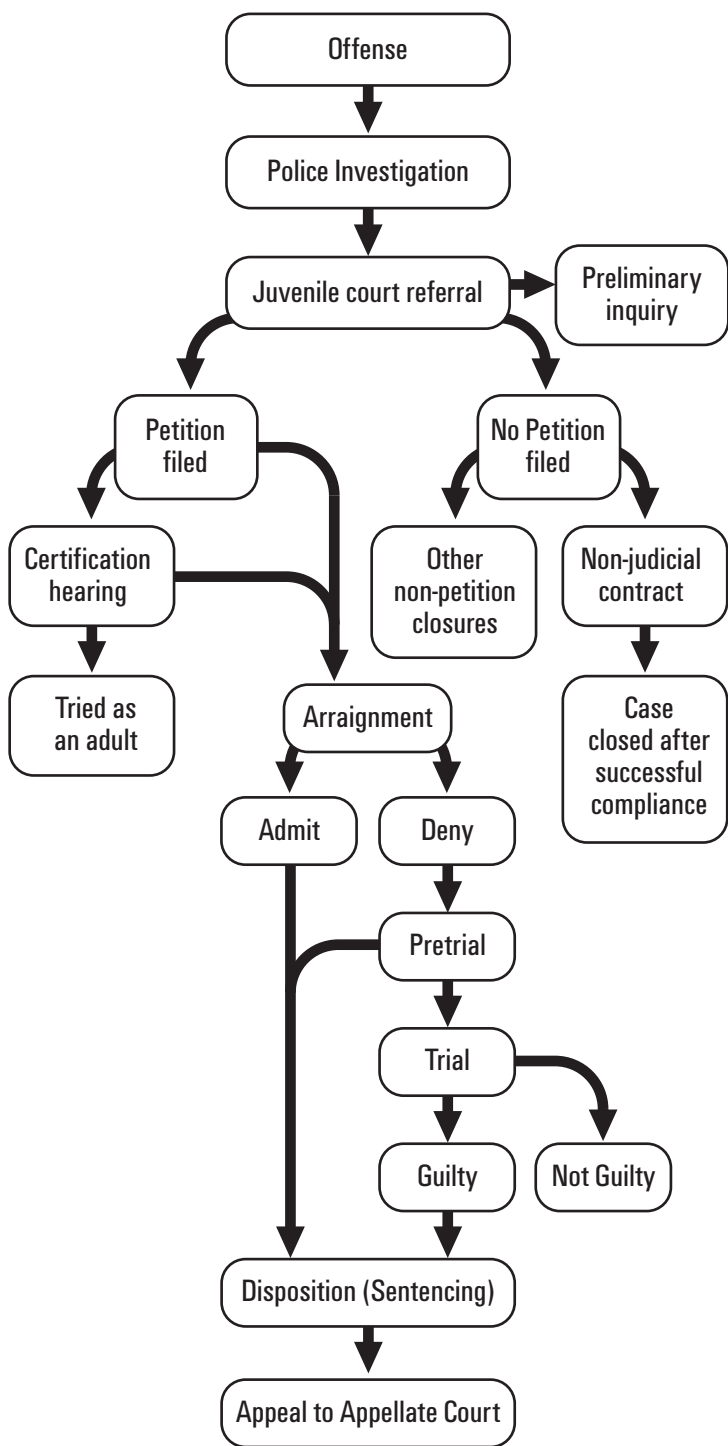 Offense
Police Investigation
Juvenile court referral
Preliminary
inquiry
Petition
filed
No Petition
filed
Certification
hearing
Other
non-petition
closures
Non-judicial
contract
Tried as
an adult
Arraignment
Case
closed after
successful
compliance
Admit
Deny
Pretrial
Trial
Guilty
Not Guilty
Disposition (Sentencing)
Appeal to Appellate Court